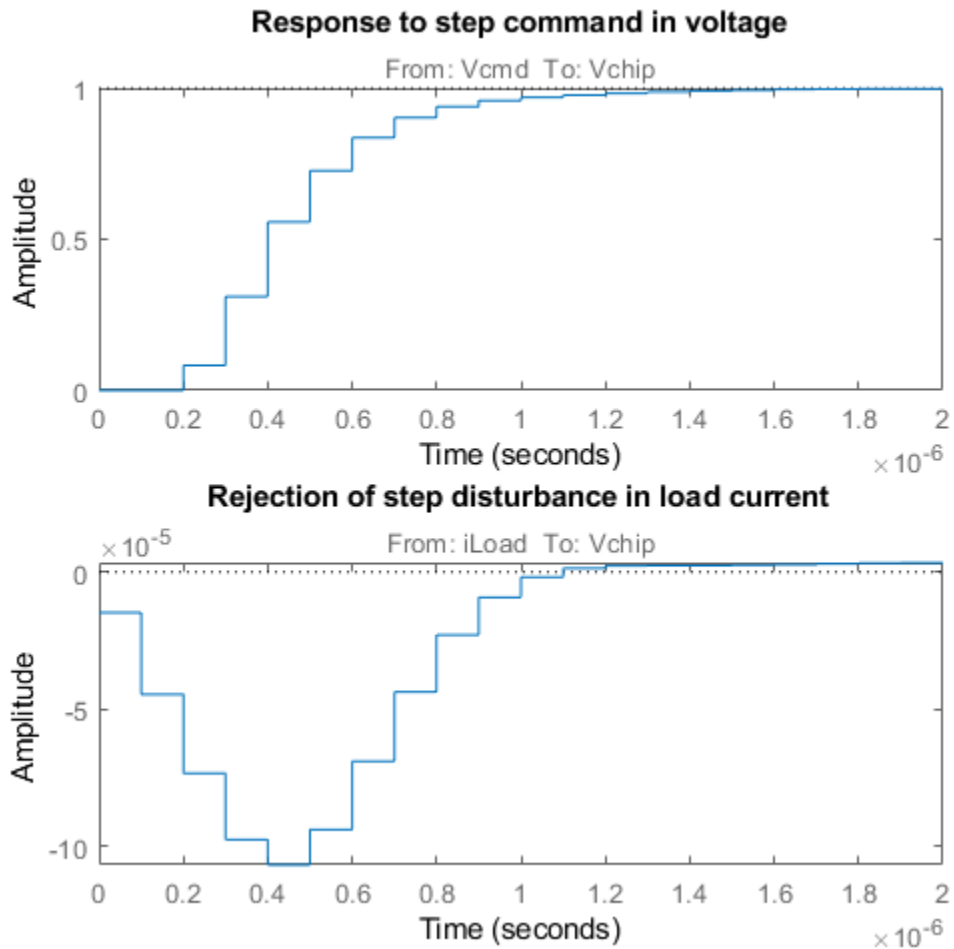 Response to step command in voltage
From: Vcmd  To: Vchip
1
0.5
0
Amplitude
0 0.2 0.4 0.6 0.8 1 1.2 1.4 1.6 1.8 2
Time (seconds)
×10^-6
Rejection of step disturbance in load current
×10^-5
From: iLoad  To: Vchip
0
-5
-10
Amplitude
0 0.2 0.4 0.6 0.8 1 1.2 1.4 1.6 1.8 2
Time (seconds)
×10^-6